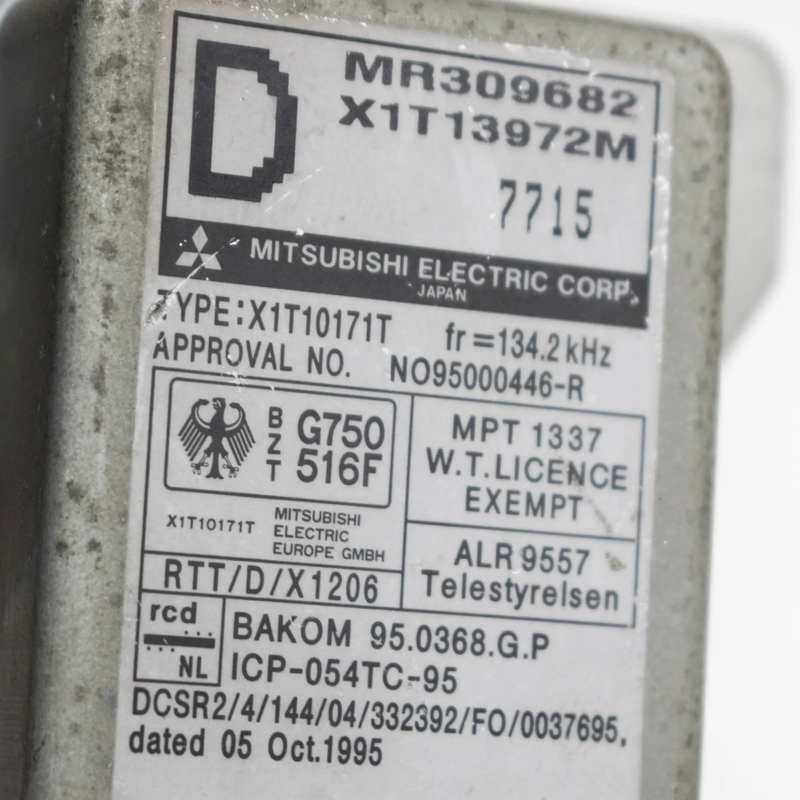 D
MR309682
X1T13972M
7715
MITSUBISHI ELECTRIC CORP.
JAPAN
TYPE:X1T10171T fr=134.2kHz
APPROVAL NO. NO95000446-R
BZT
G750
516F
X1T10171T
MITSUBISHI
ELECTRIC
EUROPE GMBH
MPT 1337
W.T.LICENCE
EXEMPT
RTT/D/X1206
ALR 9557
Telestyrelsen
rcd
NL
BAKOM 95.0368.G.P
ICP-054TC-95
DCSR2/4/144/04/332392/FO/0037695,
dated 05 Oct.1995